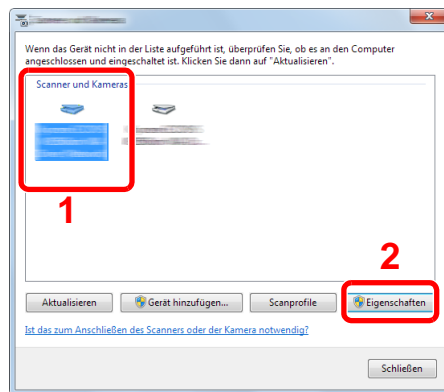 Wenn das Gerät nicht in der Liste aufgeführt ist, überprüfen Sie, ob es an den Computer
angeschlossen und eingeschaltet ist. Klicken Sie dann auf "Aktualisieren".
Scanner und Kameras
1
2
Aktualisieren
Gerät hinzufügen...
Scanprofile
Eigenschaften
Ist das zum Anschließen des Scanners oder der Kamera notwendig?
Schließen